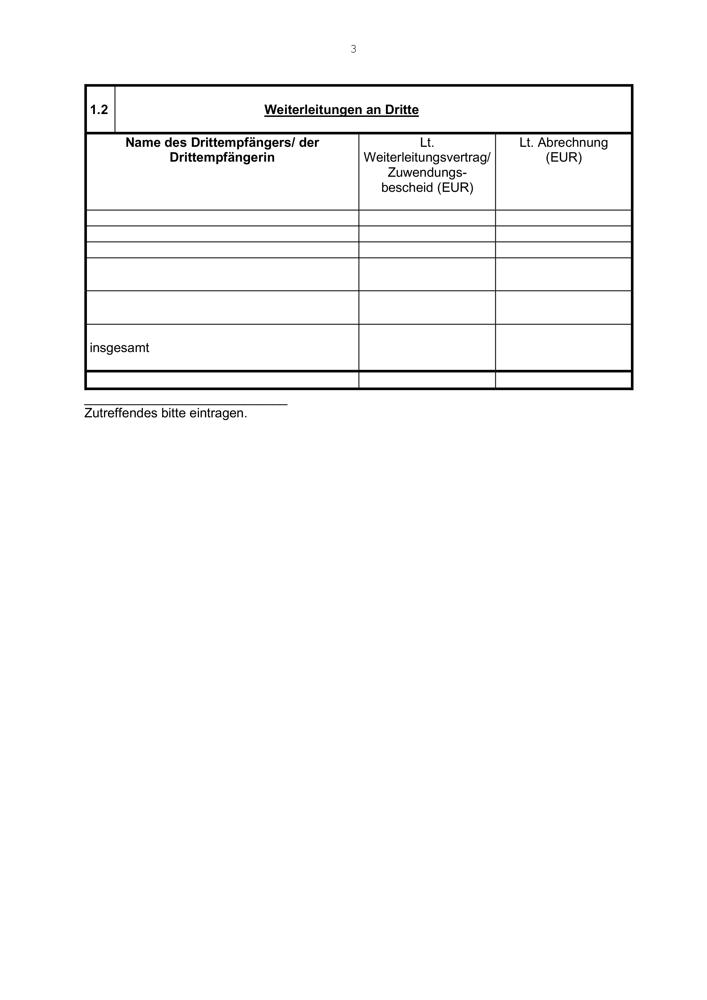 3
1.2 Weiterleitungen an Dritte
Name des Drittempfängers/ der
Drittempfängerin
Lt.
Weiterleitungsvertrag/
Zuwendungs-
bescheid (EUR)
Lt. Abrechnung
(EUR)
insgesamt
Zutreffendes bitte eintragen.